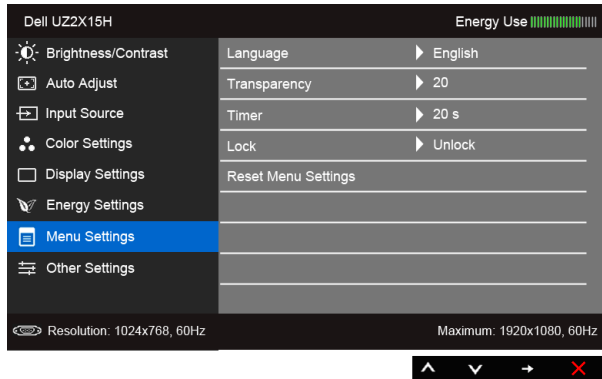 Dell UZ2X15H Energy Use
Brightness/Contrast Language English
Auto Adjust Transparency 20
Input Source Timer 20 s
Color Settings Lock Unlock
Display Settings Reset Menu Settings
Energy Settings
Menu Settings
Other Settings
Resolution: 1024x768, 60Hz Maximum: 1920x1080, 60Hz